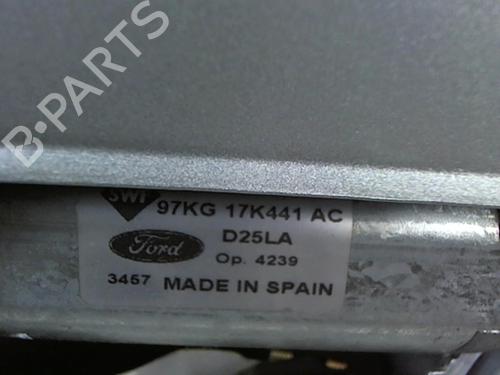 B·PARTS
SWF
97KG 17K441 AC
Ford
D25LA
Op. 4239
3457 MADE IN SPAIN